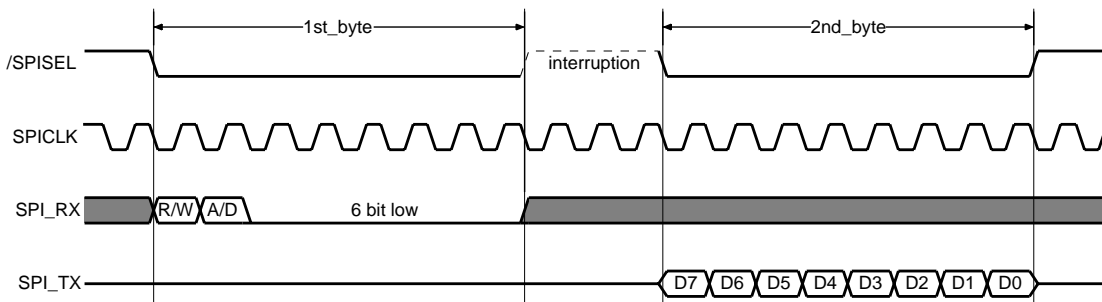 1st_byte 2nd_byte
/SPISEL interruption
SPICLK
SPI_RX R/W A/D 6 bit low
SPI_TX D7 D6 D5 D4 D3 D2 D1 D0